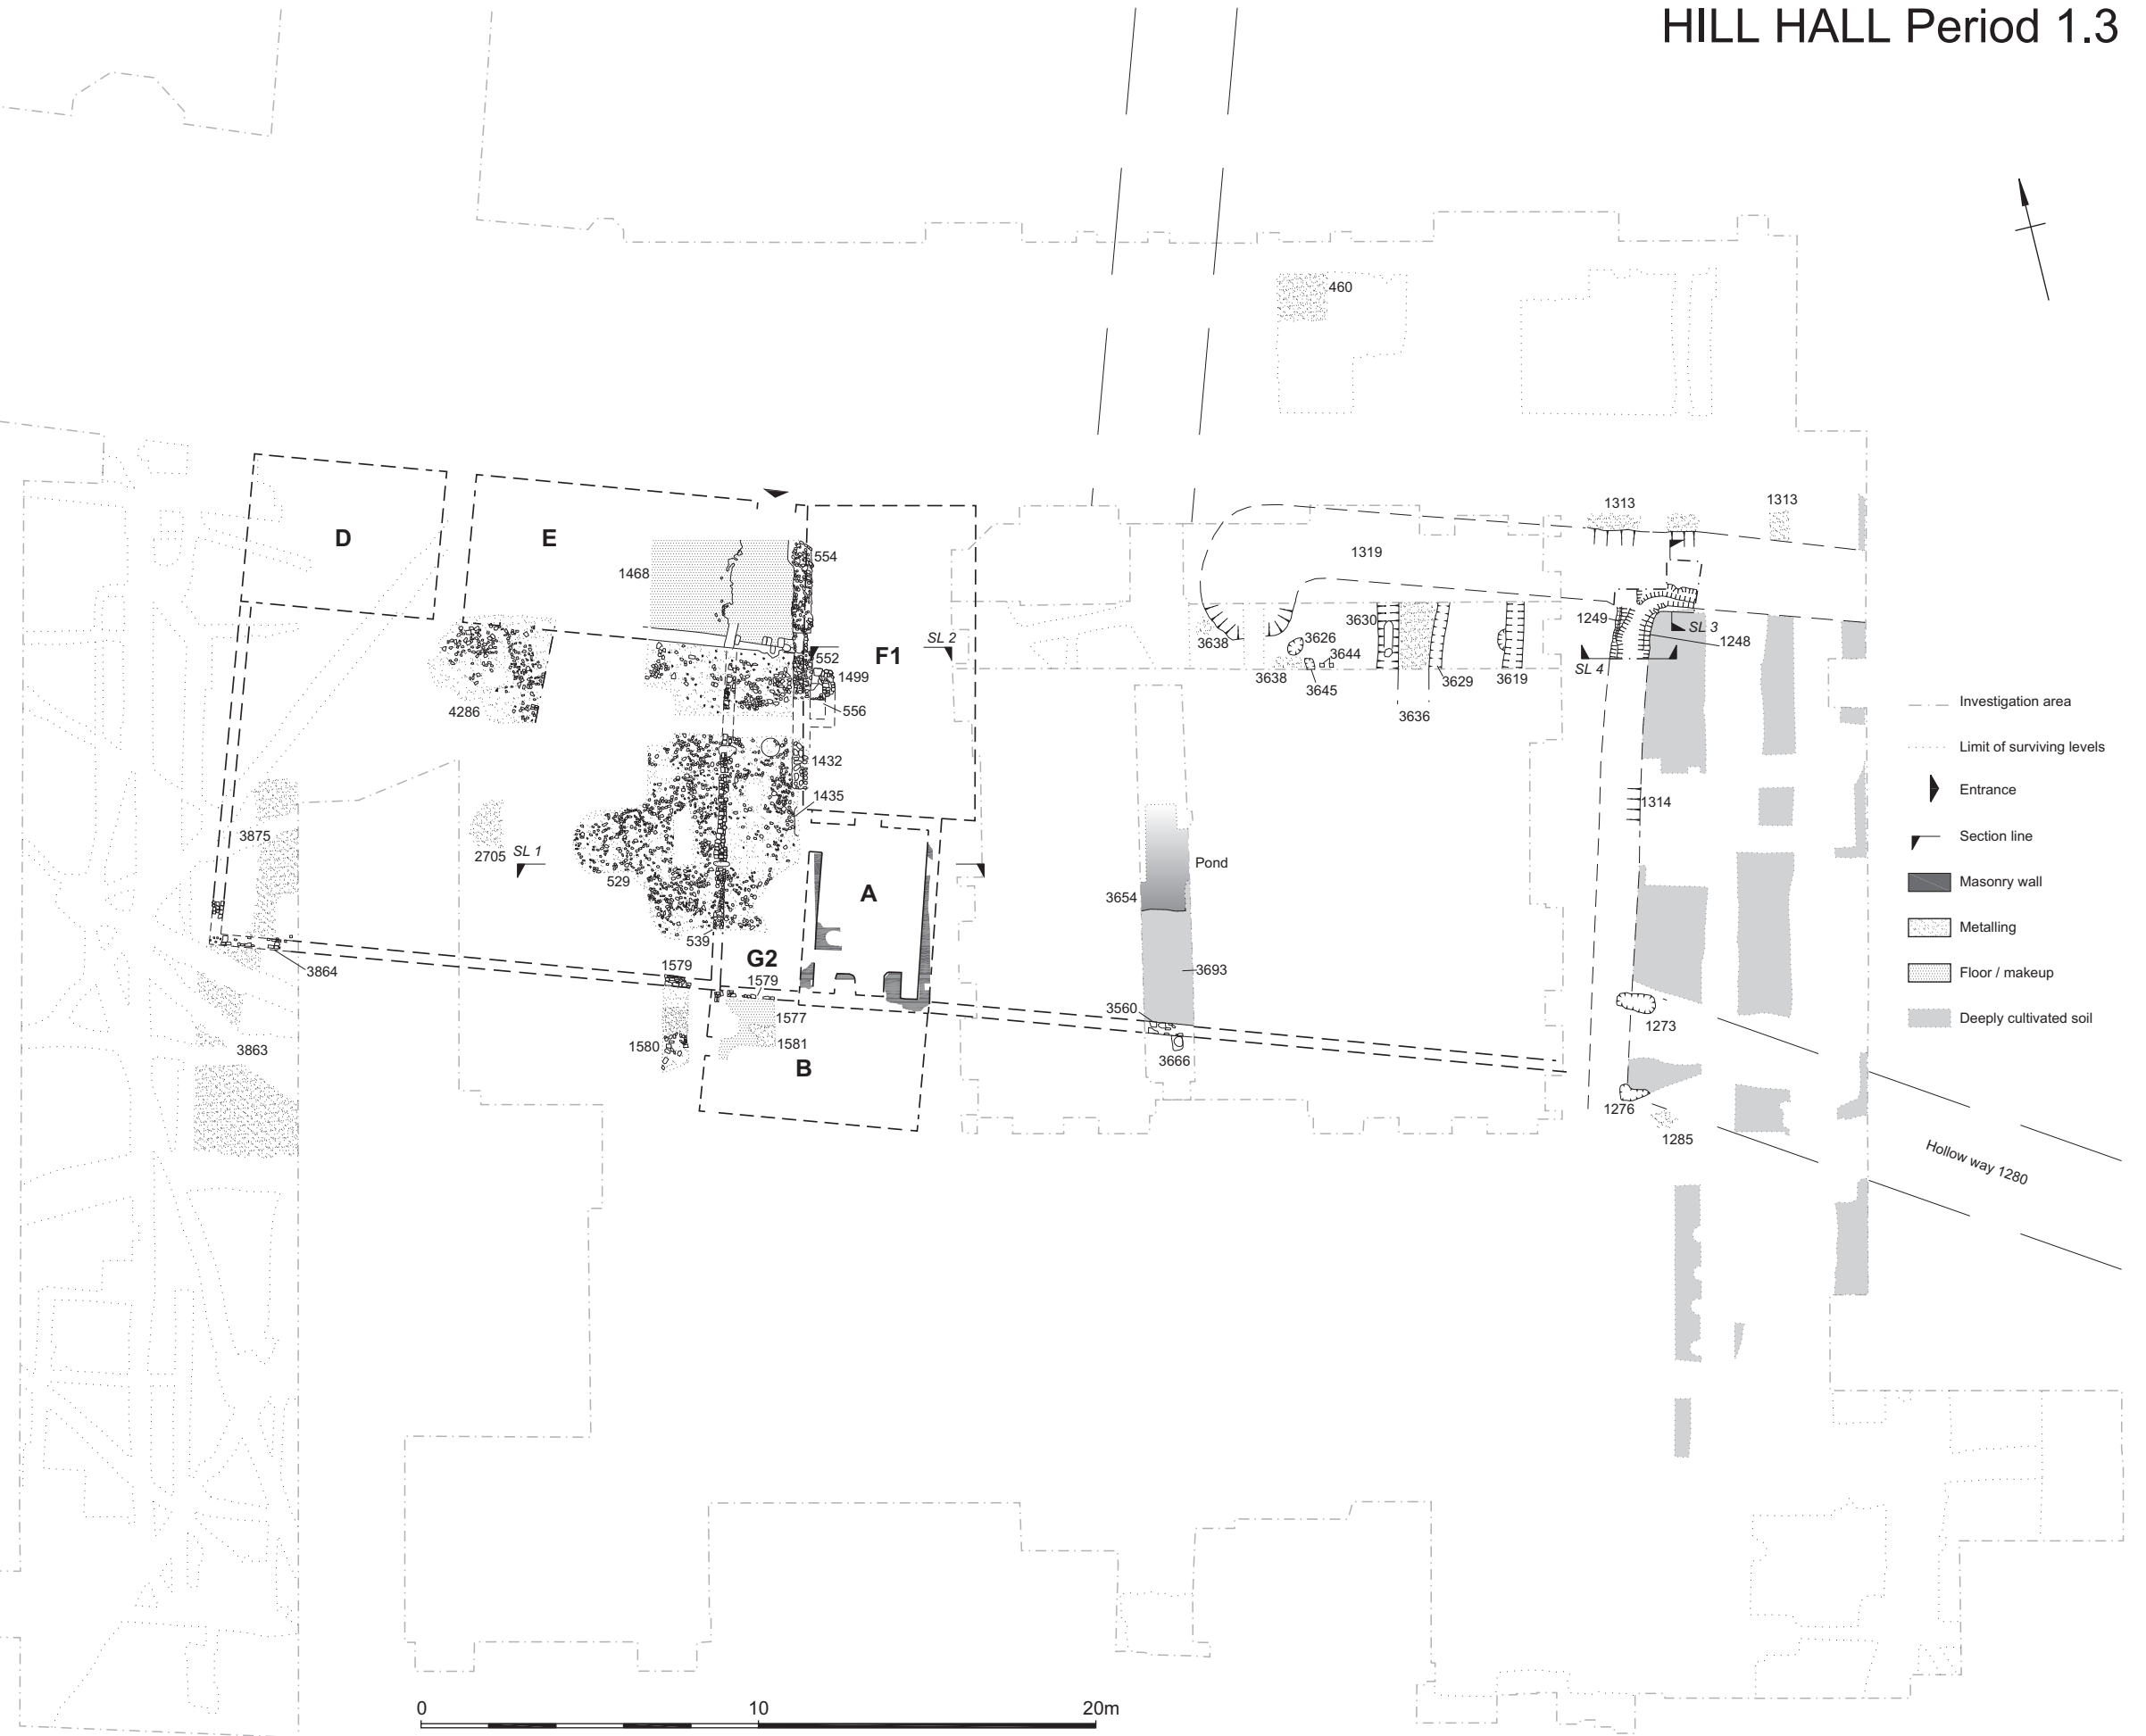 HILL HALL Period 1.3
460
1313
1313
D
E
554
1468
1319
F1
SL 2
552
1499
556
4286
3638
3638
3626
3644
3645
3630
3636
3629
3619
1249
SL 3
1248
SL 4
1432
1435
1314
3875
2705
SL 1
529
A
539
G2
3864
1579
1579
1577
1580
1581
B
3863
Pond
3654
3693
3560
3666
1273
1276
1285
Hollow way 1280
Investigation area
Limit of surviving levels
Entrance
Section line
Masonry wall
Metalling
Floor / makeup
Deeply cultivated soil
0 10 20m